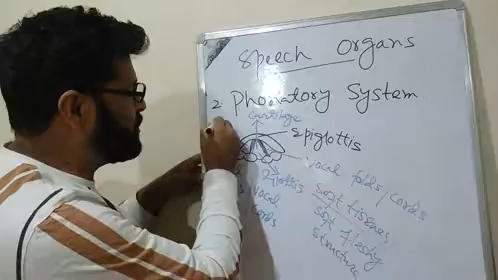 Speech Organs
2. Phonatory System
cartilage
Epiglottis
vocal folds / cords
glottis
Soft tissues
soft fleshy
structure
vocal
cords